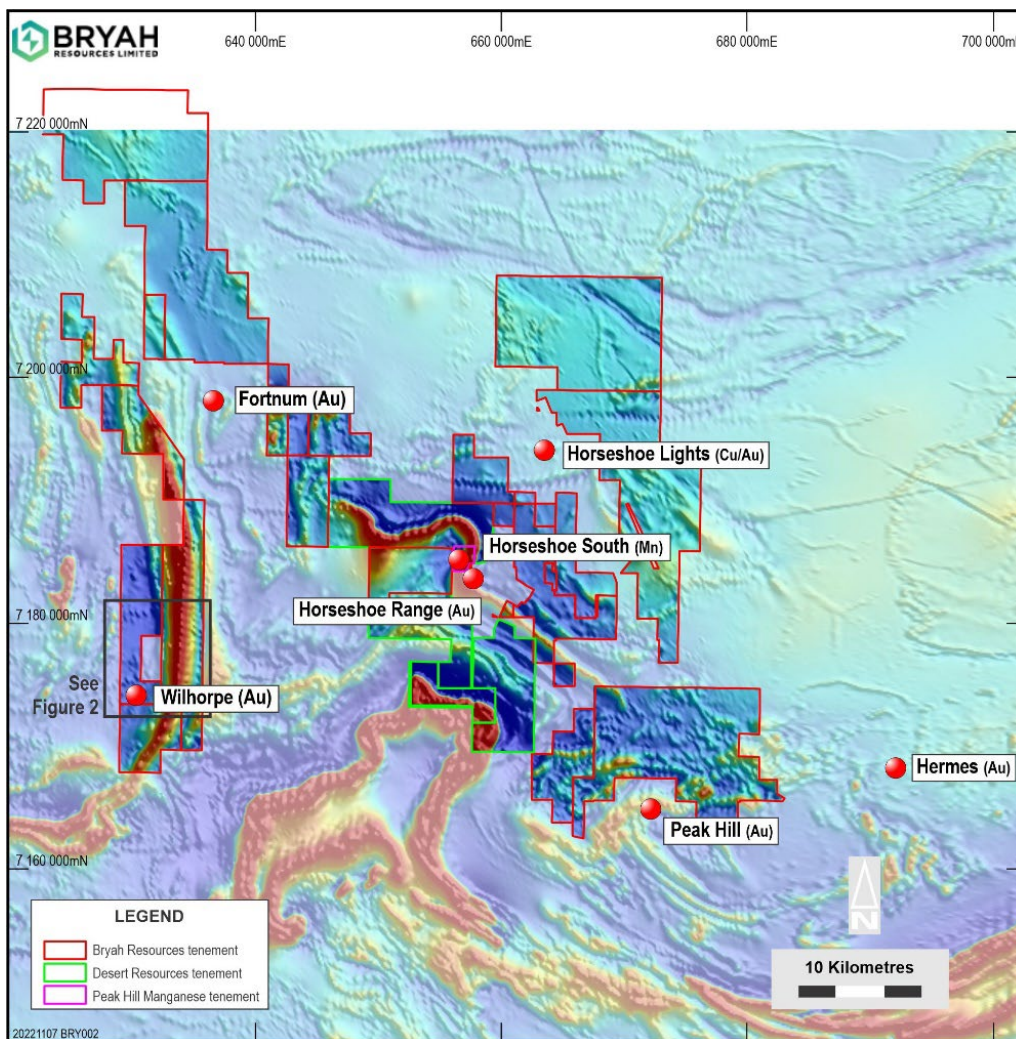 BRYAH
RESOURCES LIMITED
640 000mE
660 000mE
680 000mE
700 000mE
7 220 000mN
7 200 000mN
Fortnum (Au)
Horseshoe Lights (Cu/Au)
Horseshoe South (Mn)
Horseshoe Range (Au)
7 180 000mN
See
Figure 2
Wilhorpe (Au)
Hermes (Au)
Peak Hill (Au)
7 160 000mN
N
LEGEND
Bryah Resources tenement
Desert Resources tenement
Peak Hill Manganese tenement
10 Kilometres
20221107 BRY002